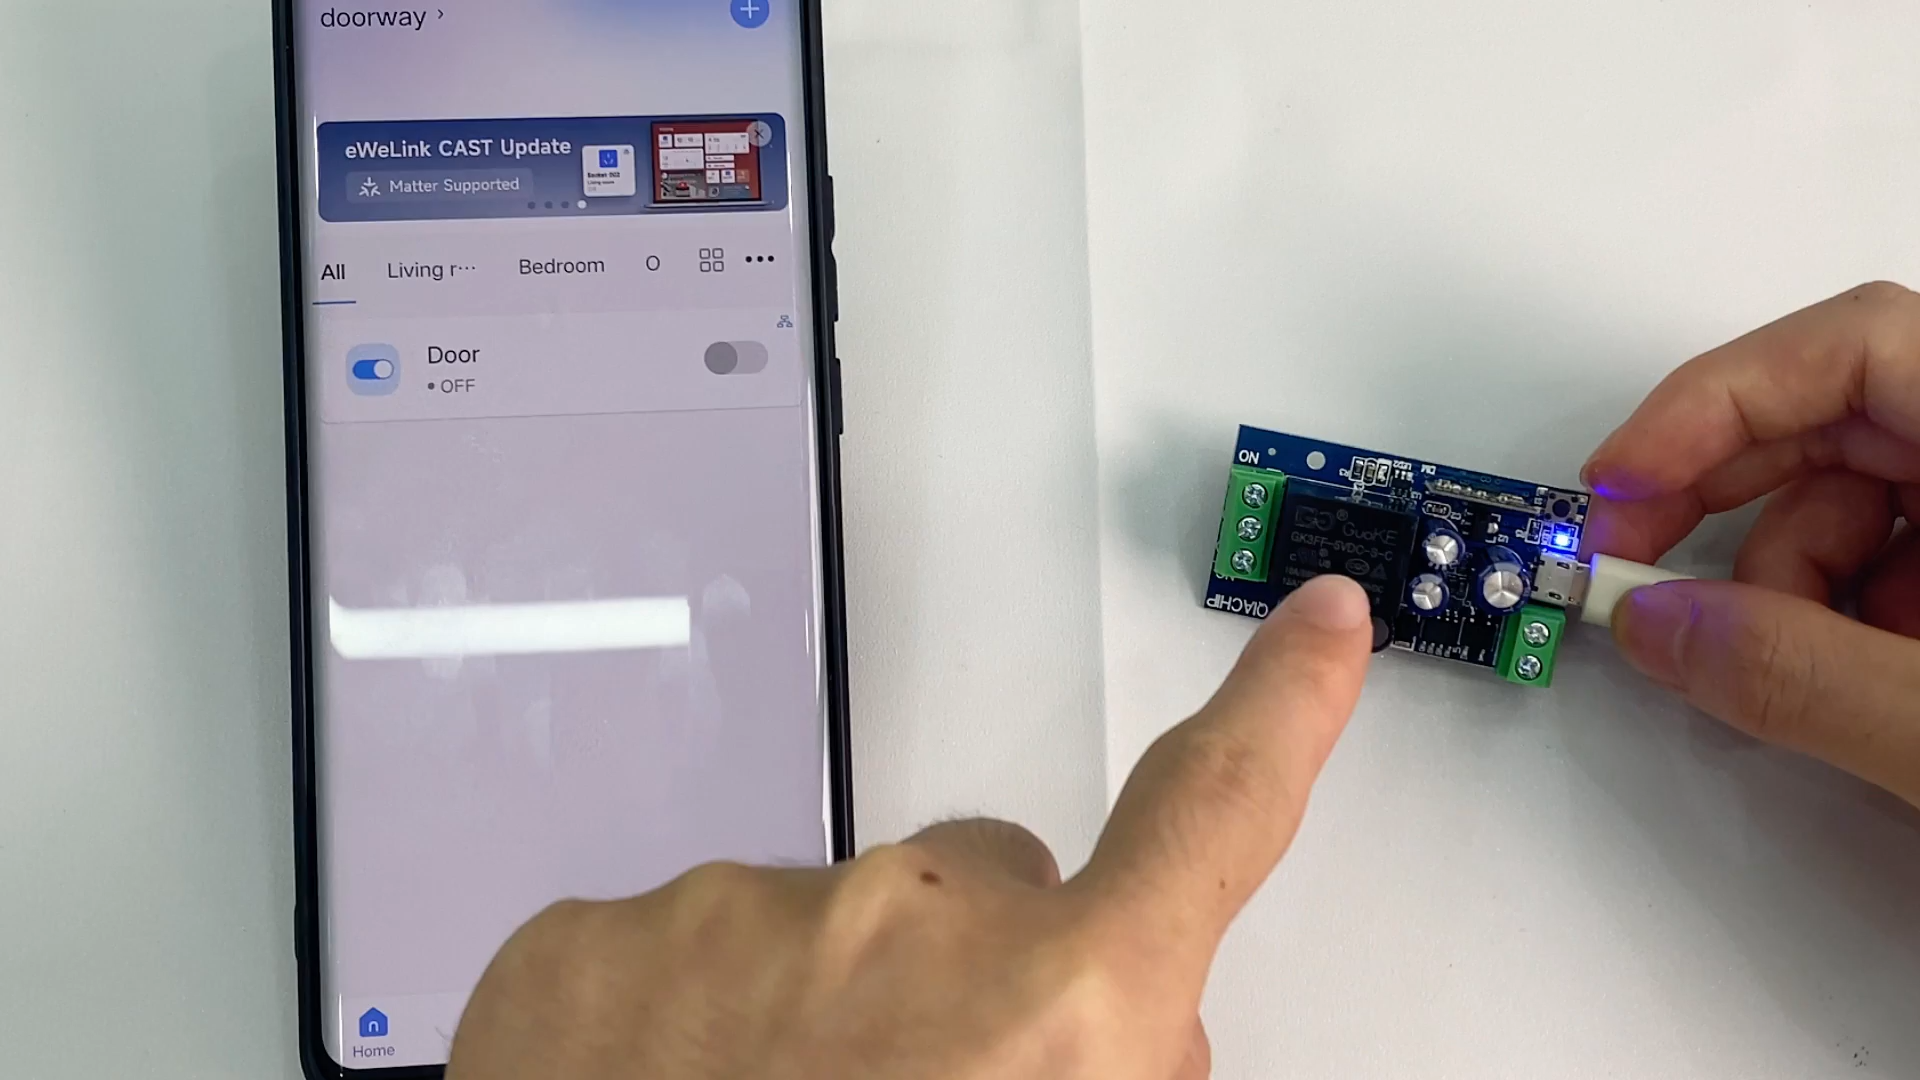 doorway ›
eWeLink CAST Update
Matter Supported
All
Living r···
Bedroom
O
Door
• OFF
Home
ON
QIACHIP
GuoKE
GK3FF-5VDC-S-C